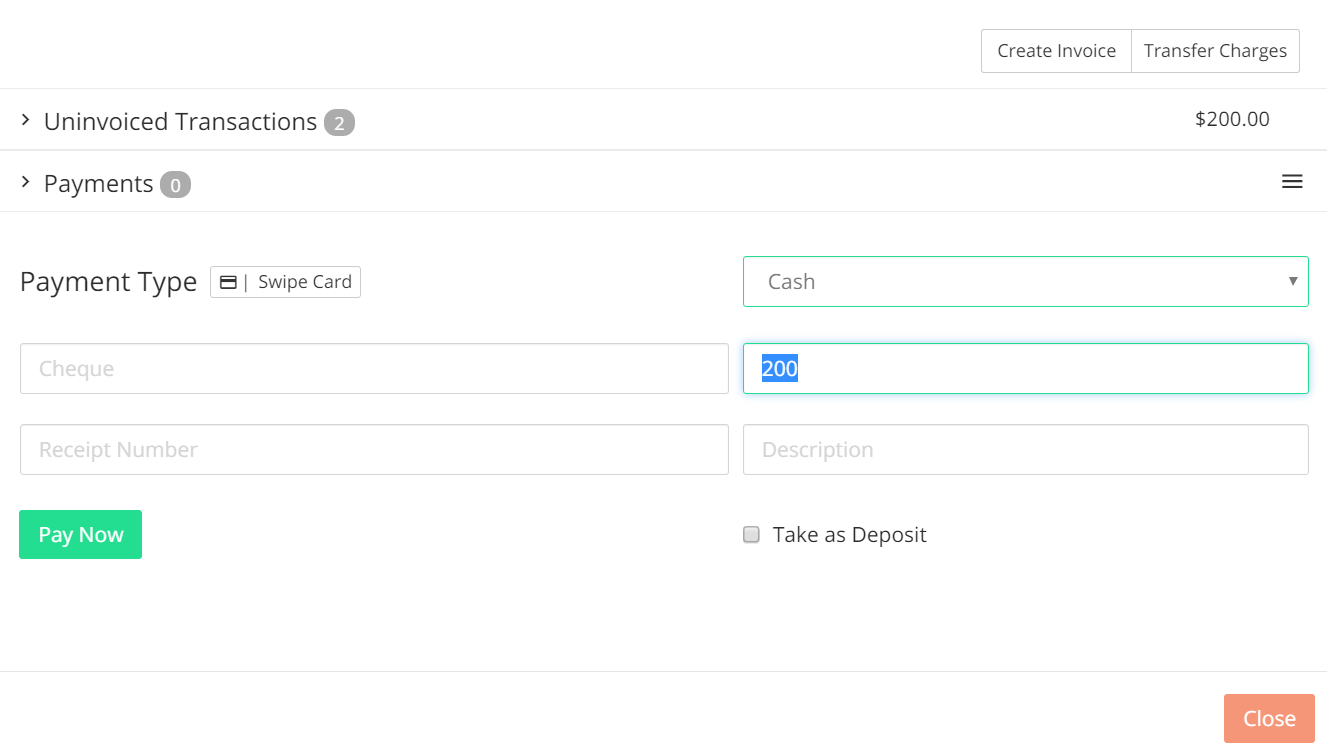 Create Invoice Transfer Charges
Uninvoiced Transactions 2 $200.00
Payments 0
Payment Type | Swipe Card Cash
Cheque 200
Receipt Number Description
Pay Now Take as Deposit
Close